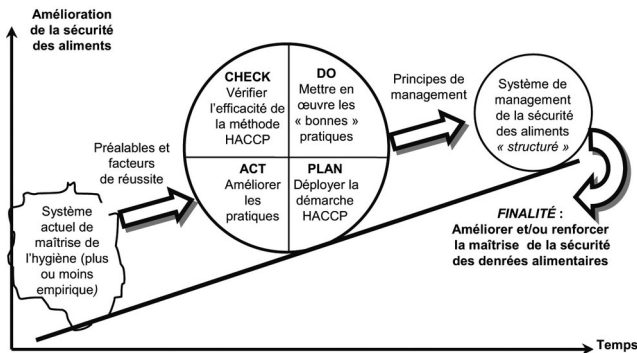 Amélioration
de la sécurité
des aliments
CHECK
Vérifier
l'efficacité de
la méthode
HACCP
DO
Mettre en
œuvre les
« bonnes »
pratiques
ACT
Améliorer
les
pratiques
PLAN
Déployer la
démarche
HACCP
Principes de
management
Système de
management
de la sécurité
des aliments
« structuré »
Préalables et
facteurs
de réussite
Système
actuel de
maîtrise de
l'hygiène (plus
ou moins
empirique)
FINALITÉ :
Améliorer et/ou renforcer
la maîtrise de la sécurité
des denrées alimentaires
Temps